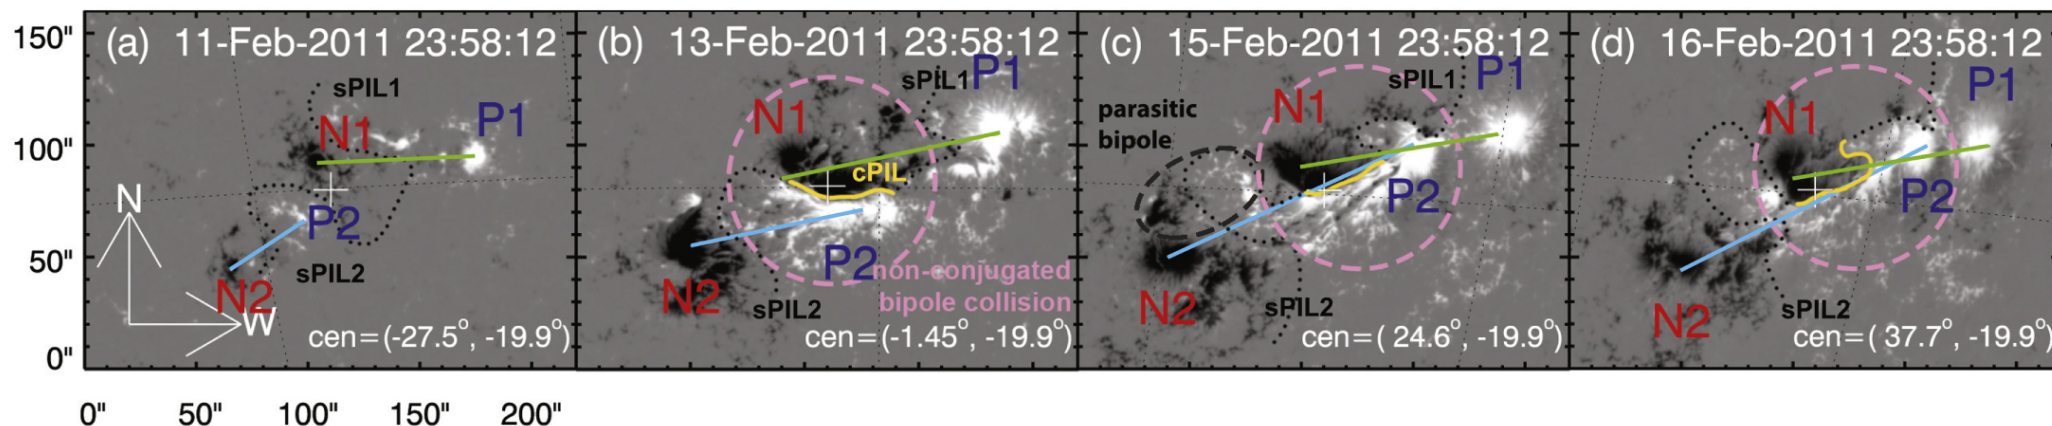 (a) 11-Feb-2011 23:58:12
(b) 13-Feb-2011 23:58:12
(c) 15-Feb-2011 23:58:12
(d) 16-Feb-2011 23:58:12
150"
100"
50"
0"
sPIL1
N1
P1
P2
N2
sPIL2
N
W
cen=(-27.5°, -19.9°)
sPIL1
P1
N1
cPIL
P2
non-conjugated
bipole collision
N2
sPIL2
cen=(-1.45°, -19.9°)
sPIL1
P1
N1
parasitic
bipole
P2
N2
sPIL2
cen=( 24.6°, -19.9°)
P1
N1
P2
N2
sPIL2
cen=( 37.7°, -19.9°)
0"
50"
100"
150"
200"